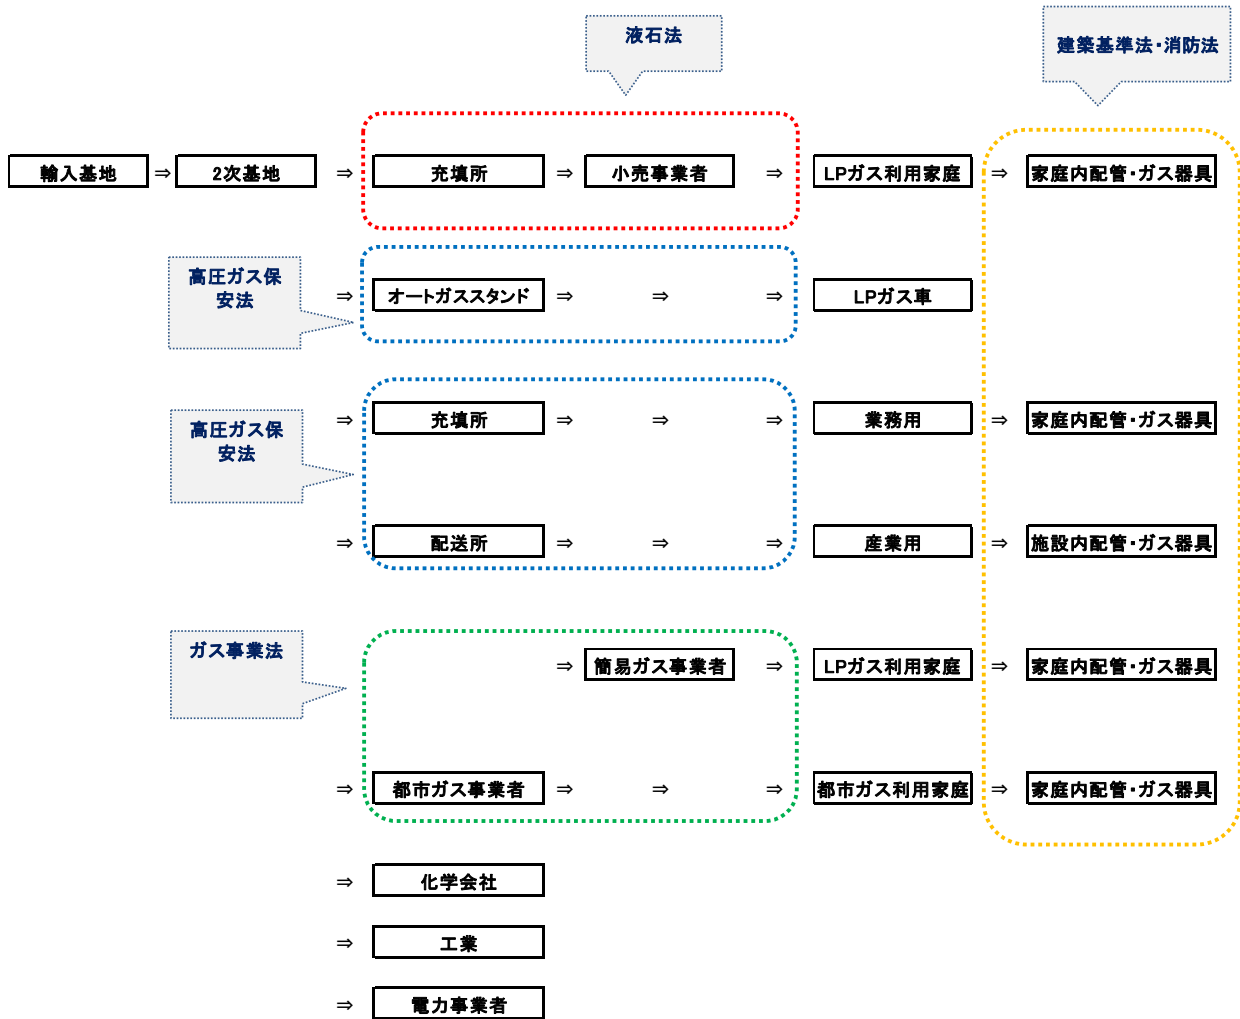 液石法
建築基準法・消防法
輸入基地 ⇒ 2次基地 ⇒ 充填所 ⇒ 小売事業者 ⇒ LPガス利用家庭 ⇒ 家庭内配管・ガス器具
高圧ガス保
安法
⇒ オートガススタンド ⇒ ⇒ ⇒ LPガス車
高圧ガス保
安法
⇒ 充填所 ⇒ ⇒ ⇒ 業務用 ⇒ 家庭内配管・ガス器具
⇒ 配送所 ⇒ ⇒ ⇒ 産業用 ⇒ 施設内配管・ガス器具
ガス事業法
⇒ 簡易ガス事業者 ⇒ LPガス利用家庭 ⇒ 家庭内配管・ガス器具
⇒ 都市ガス事業者 ⇒ ⇒ ⇒ 都市ガス利用家庭 ⇒ 家庭内配管・ガス器具
⇒ 化学会社
⇒ 工業
⇒ 電力事業者